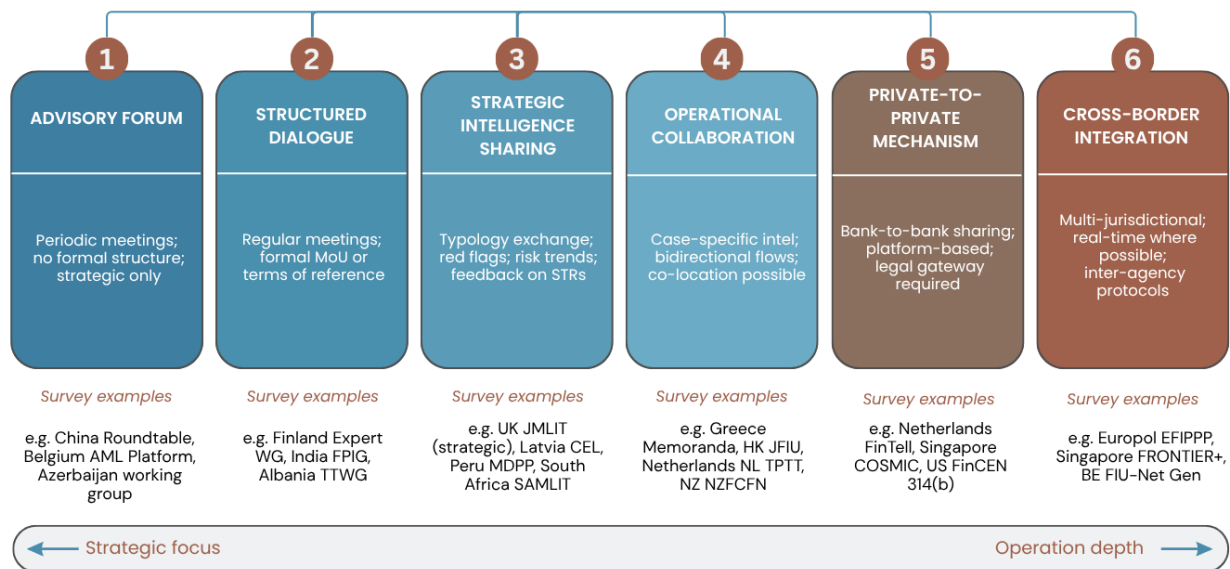 1
ADVISORY FORUM
Periodic meetings;
no formal structure;
strategic only
Survey examples
e.g. China Roundtable,
Belgium AML Platform,
Azerbaijan working
group
2
STRUCTURED
DIALOGUE
Regular meetings;
formal MoU or
terms of reference
Survey examples
e.g. Finland Expert
WG, India FPIG,
Albania TTWG
3
STRATEGIC
INTELLIGENCE
SHARING
Typology exchange;
red flags; risk trends;
feedback on STRs
Survey examples
e.g. UK JMLIT
(strategic), Latvia CEL,
Peru MDPP, South
Africa SAMLIT
4
OPERATIONAL
COLLABORATION
Case-specific intel;
bidirectional flows;
co-location possible
Survey examples
e.g. Greece
Memoranda, HK JFIU,
Netherlands NL TPTT,
NZ NZFCFN
5
PRIVATE-TO-
PRIVATE
MECHANISM
Bank-to-bank sharing;
platform-based;
legal gateway
required
Survey examples
e.g. Netherlands
FinTell, Singapore
COSMIC, US FinCEN
314(b)
6
CROSS-BORDER
INTEGRATION
Multi-jurisdictional;
real-time where
possible;
inter-agency
protocols
Survey examples
e.g. Europol EFIPPP,
Singapore FRONTIER+,
BE FIU-Net Gen
Strategic focus
Operation depth